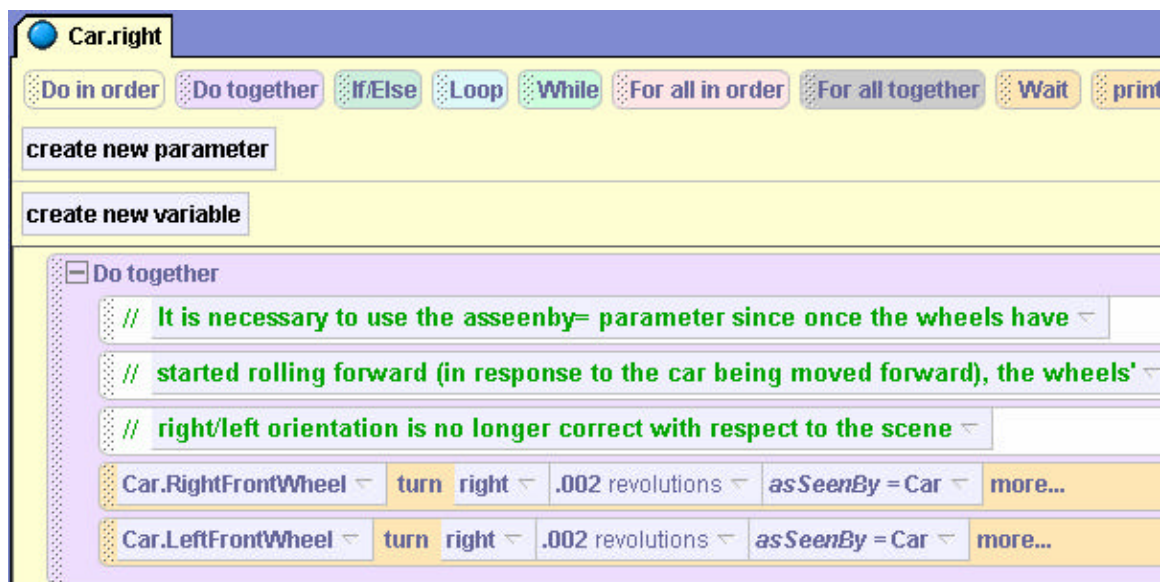 Car.right
Do in order Do together If/Else Loop While For all in order For all together Wait print
create new parameter
create new variable
Do together
// It is necessary to use the asseenby= parameter since once the wheels have
// started rolling forward (in response to the car being moved forward), the wheels'
// right/left orientation is no longer correct with respect to the scene
Car.RightFrontWheel turn right .002 revolutions asSeenBy = Car more...
Car.LeftFrontWheel turn right .002 revolutions asSeenBy = Car more...